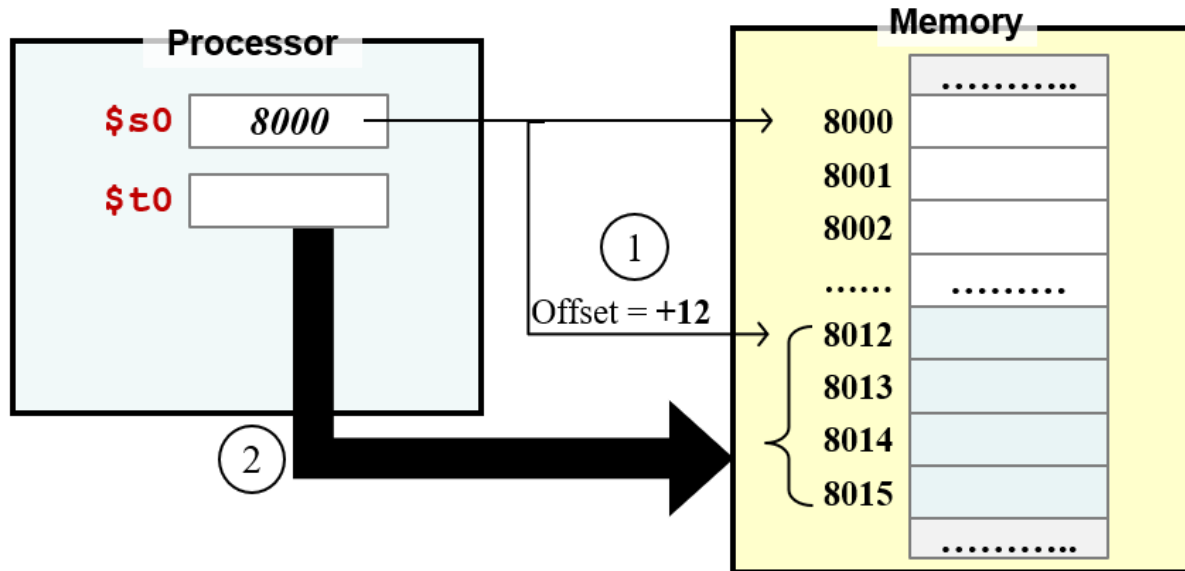 Processor
$s0
8000
$t0
1
Offset = +12
2
Memory
...........
8000
8001
8002
......
.........
8012
8013
8014
8015
...........